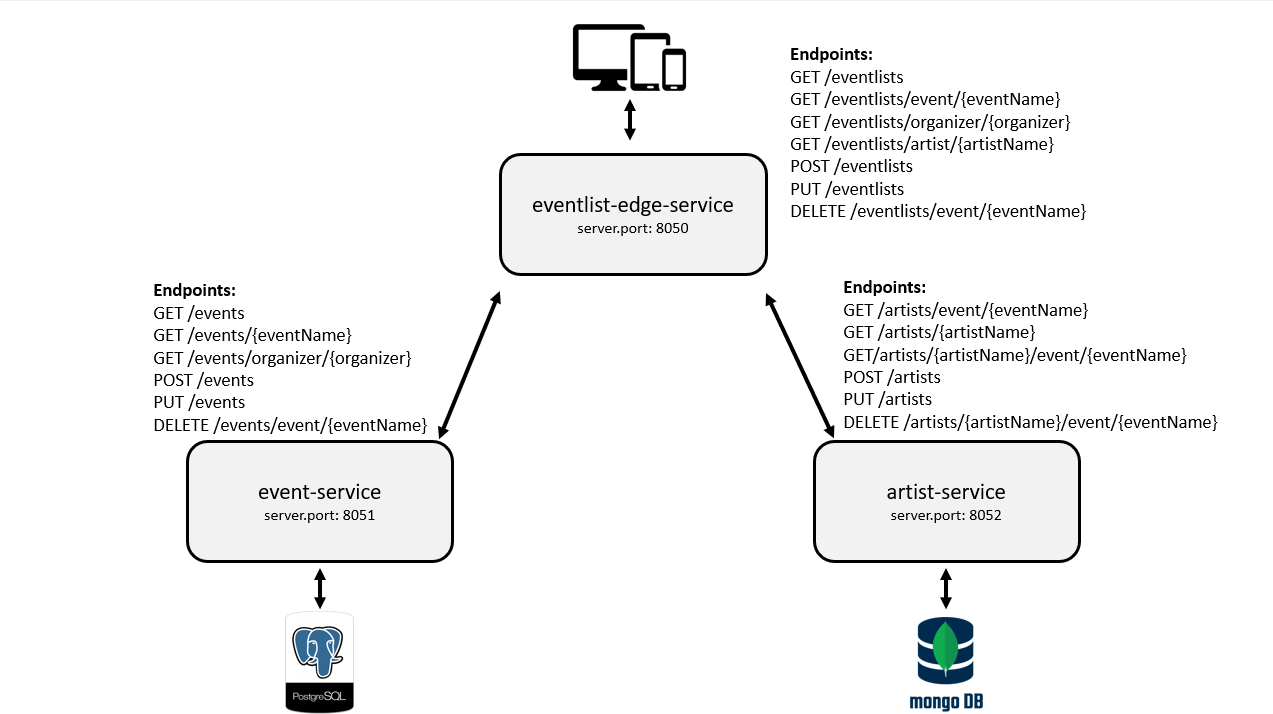 Endpoints:
GET /eventlists
GET /eventlists/event/{eventName}
GET /eventlists/organizer/{organizer}
GET /eventlists/artist/{artistName}
POST /eventlists
PUT /eventlists
DELETE /eventlists/event/{eventName}
eventlist-edge-service
server.port: 8050
Endpoints:
GET /events
GET /events/{eventName}
GET /events/organizer/{organizer}
POST /events
PUT /events
DELETE /events/event/{eventName}
Endpoints:
GET /artists/event/{eventName}
GET /artists/{artistName}
GET/artists/{artistName}/event/{eventName}
POST /artists
PUT /artists
DELETE /artists/{artistName}/event/{eventName}
event-service
server.port: 8051
artist-service
server.port: 8052
PostgreSQL
mongo DB